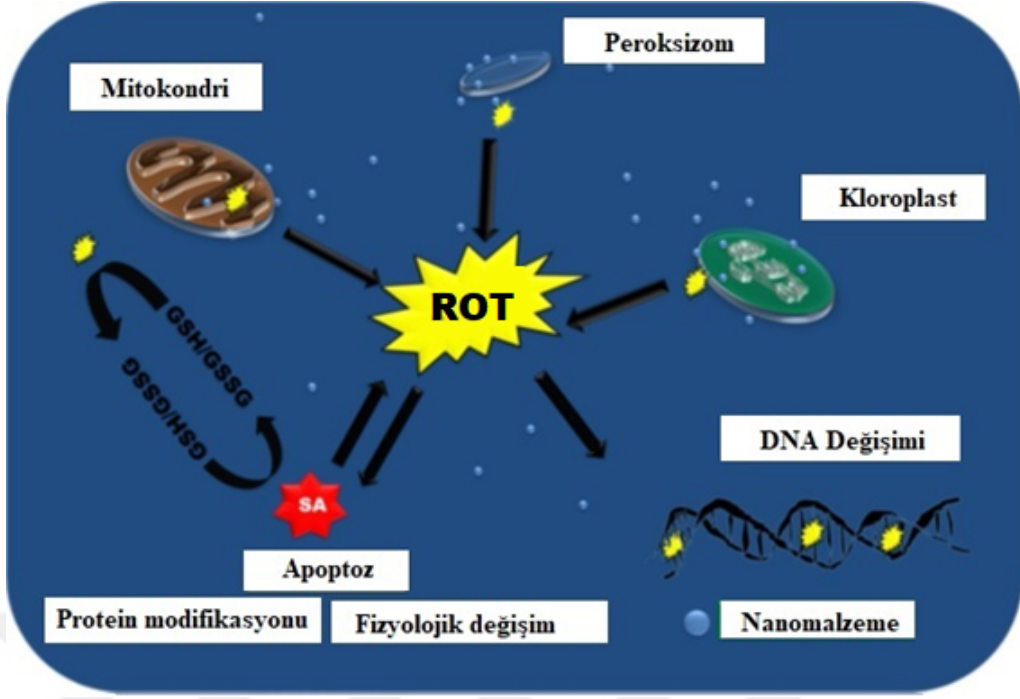 Peroksizom
Mitokondri
Kloroplast
ROT
GSH/GSSG
GSSG/GSH
DNA Değişimi
SA
Apoptoz
Protein modifikasyonu
Fizyolojik değişim
Nanomalzeme